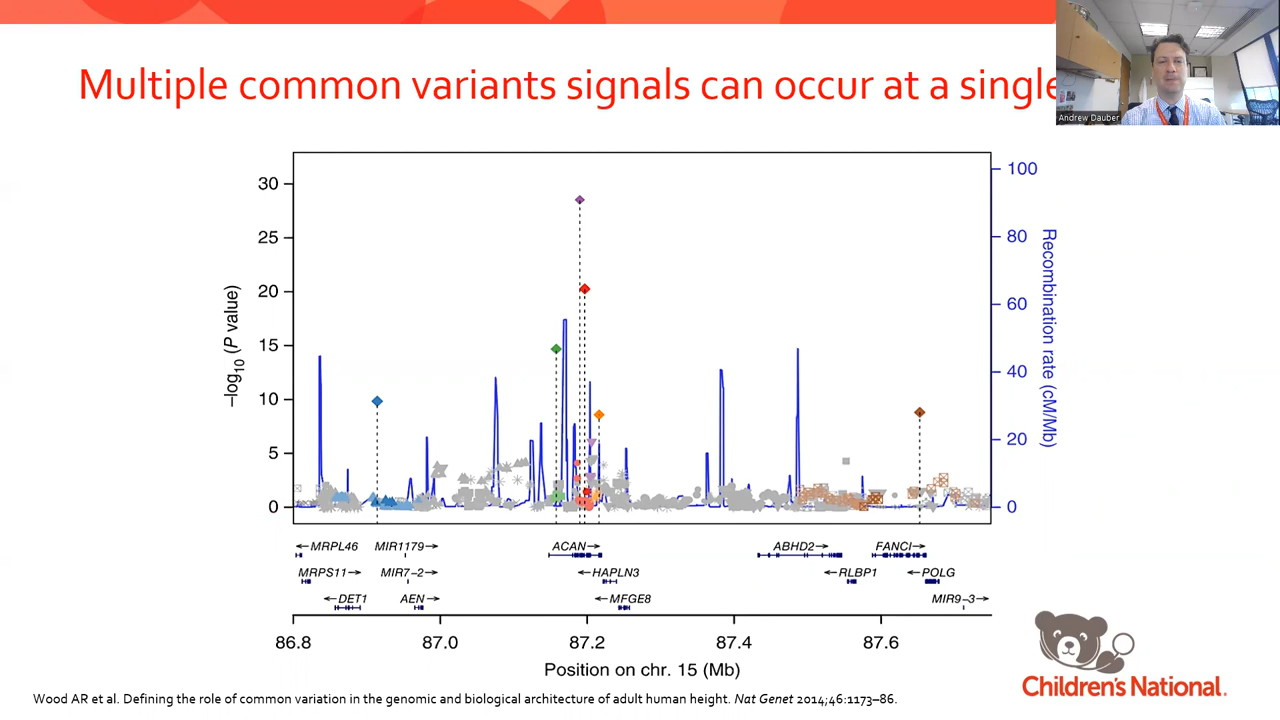 Multiple common variants signals can occur at a single
Andrew Dauber
30
25
20
15
10
5
0
–log10 (P value)
100
80
60
40
20
0
Recombination rate (cM/Mb)
←MRPL46
MIR1179→
ACAN→
ABHD2→
FANCI→
MRPS11→
MIR7–2→
←HAPLN3
←RLBP1
←POLG
←DET1
AEN→
←MFGE8
MIR9–3→
86.8
87.0
87.2
87.4
87.6
Position on chr. 15 (Mb)
Children's National.
Wood AR et al. Defining the role of common variation in the genomic and biological architecture of adult human height. Nat Genet 2014;46:1173–86.